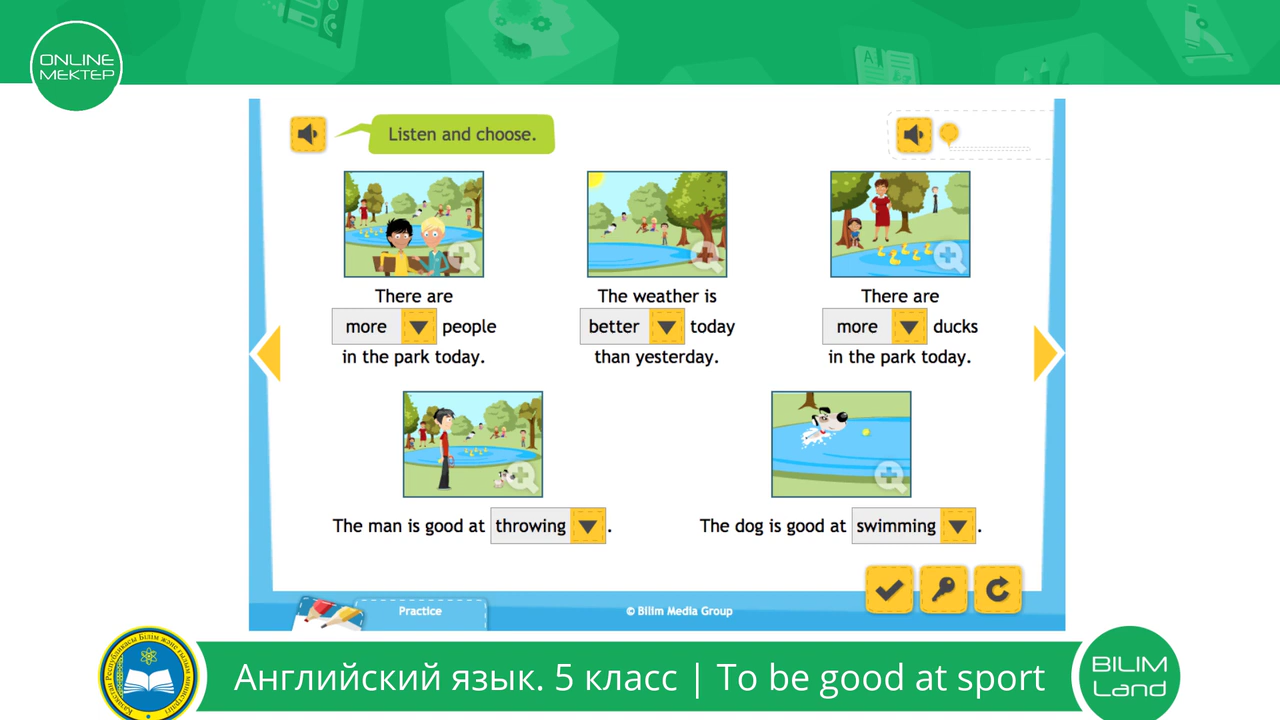 ONLINE
МЕКТЕР
Listen and choose.
There are
more people
in the park today.
The weather is
better today
than yesterday.
There are
more ducks
in the park today.
The man is good at throwing.
The dog is good at swimming.
Practice
© Bilim Media Group
Английский язык. 5 класс | To be good at sport
BILIM
Land